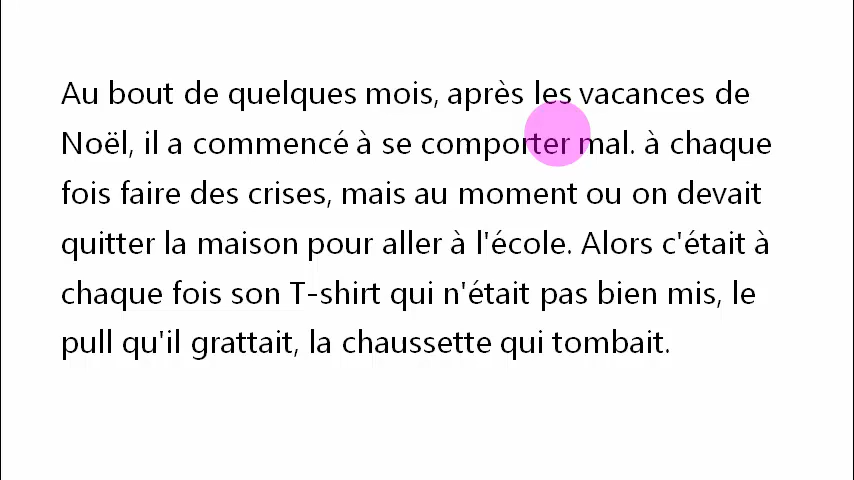 Au bout de quelques mois, après les vacances de
Noël, il a commencé à se comporter mal. à chaque
fois faire des crises, mais au moment ou on devait
quitter la maison pour aller à l'école. Alors c'était à
chaque fois son T-shirt qui n'était pas bien mis, le
pull qu'il grattait, la chaussette qui tombait.